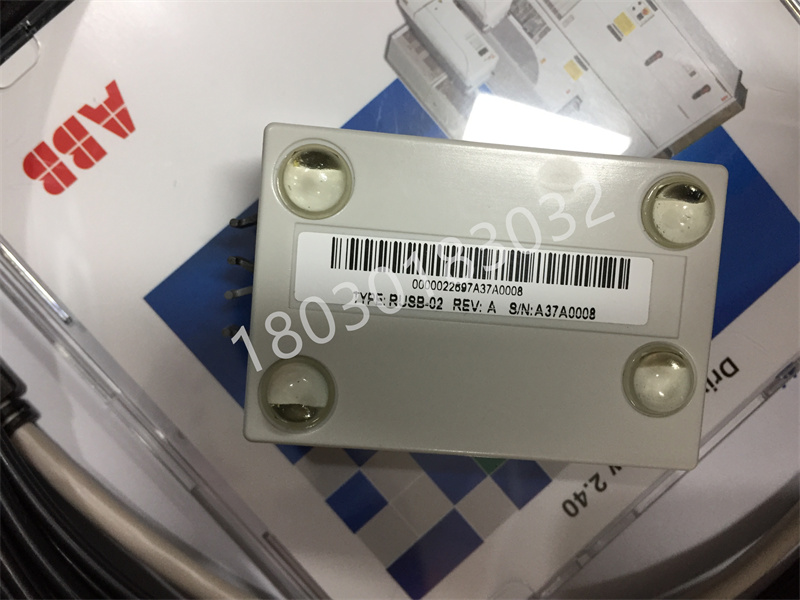 ABB
0000022697A37A0008
TYPE: RUSB-02 REV: A S/N: A37A0008
18030183032
2.40